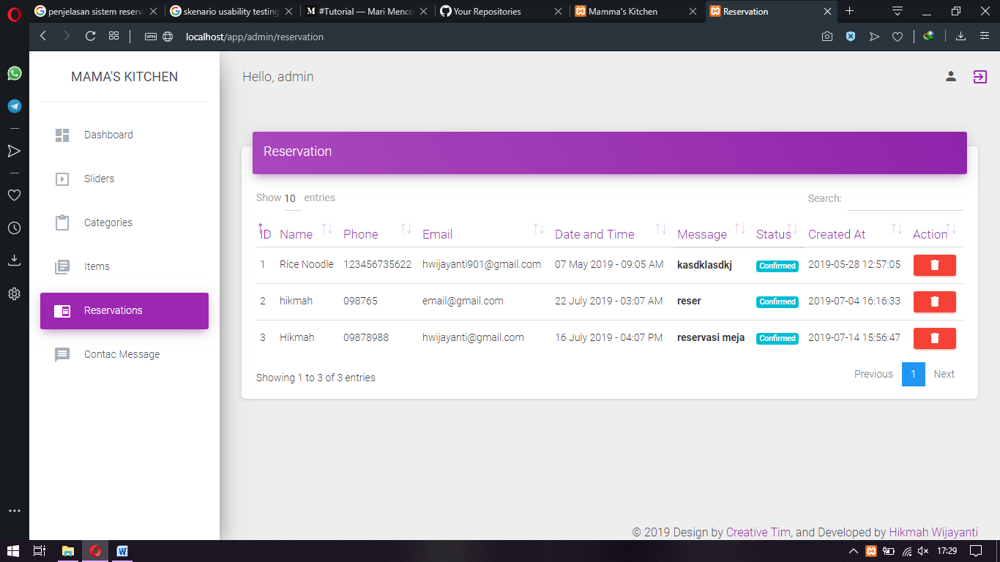 penjelasan sistem reserv
skenario usability testing
#Tutorial — Mari Menco
Your Repositories
Mamma's Kitchen
Reservation
VPN
localhost/app/admin/reservation
MAMA'S KITCHEN
Hello, admin
Dashboard
Sliders
Categories
Items
Reservations
Contac Message
Reservation
Show 10 entries
Search:
ID Name Phone Email Date and Time Message Status Created At Action
1 Rice Noodle 123456735622 hwijayanti901@gmail.com 07 May 2019 - 09:05 AM kasdklasdkj Confirmed 2019-05-28 12:57:05
2 hikmah 098765 email@gmail.com 22 July 2019 - 03:07 AM reser Confirmed 2019-07-04 16:16:33
3 Hikmah 09878988 hwijayanti@gmail.com 16 July 2019 - 04:07 PM reservasi meja Confirmed 2019-07-14 15:56:47
Showing 1 to 3 of 3 entries
Previous 1 Next
© 2019 Design by Creative Tim, and Developed by Hikmah Wijayanti
17:29